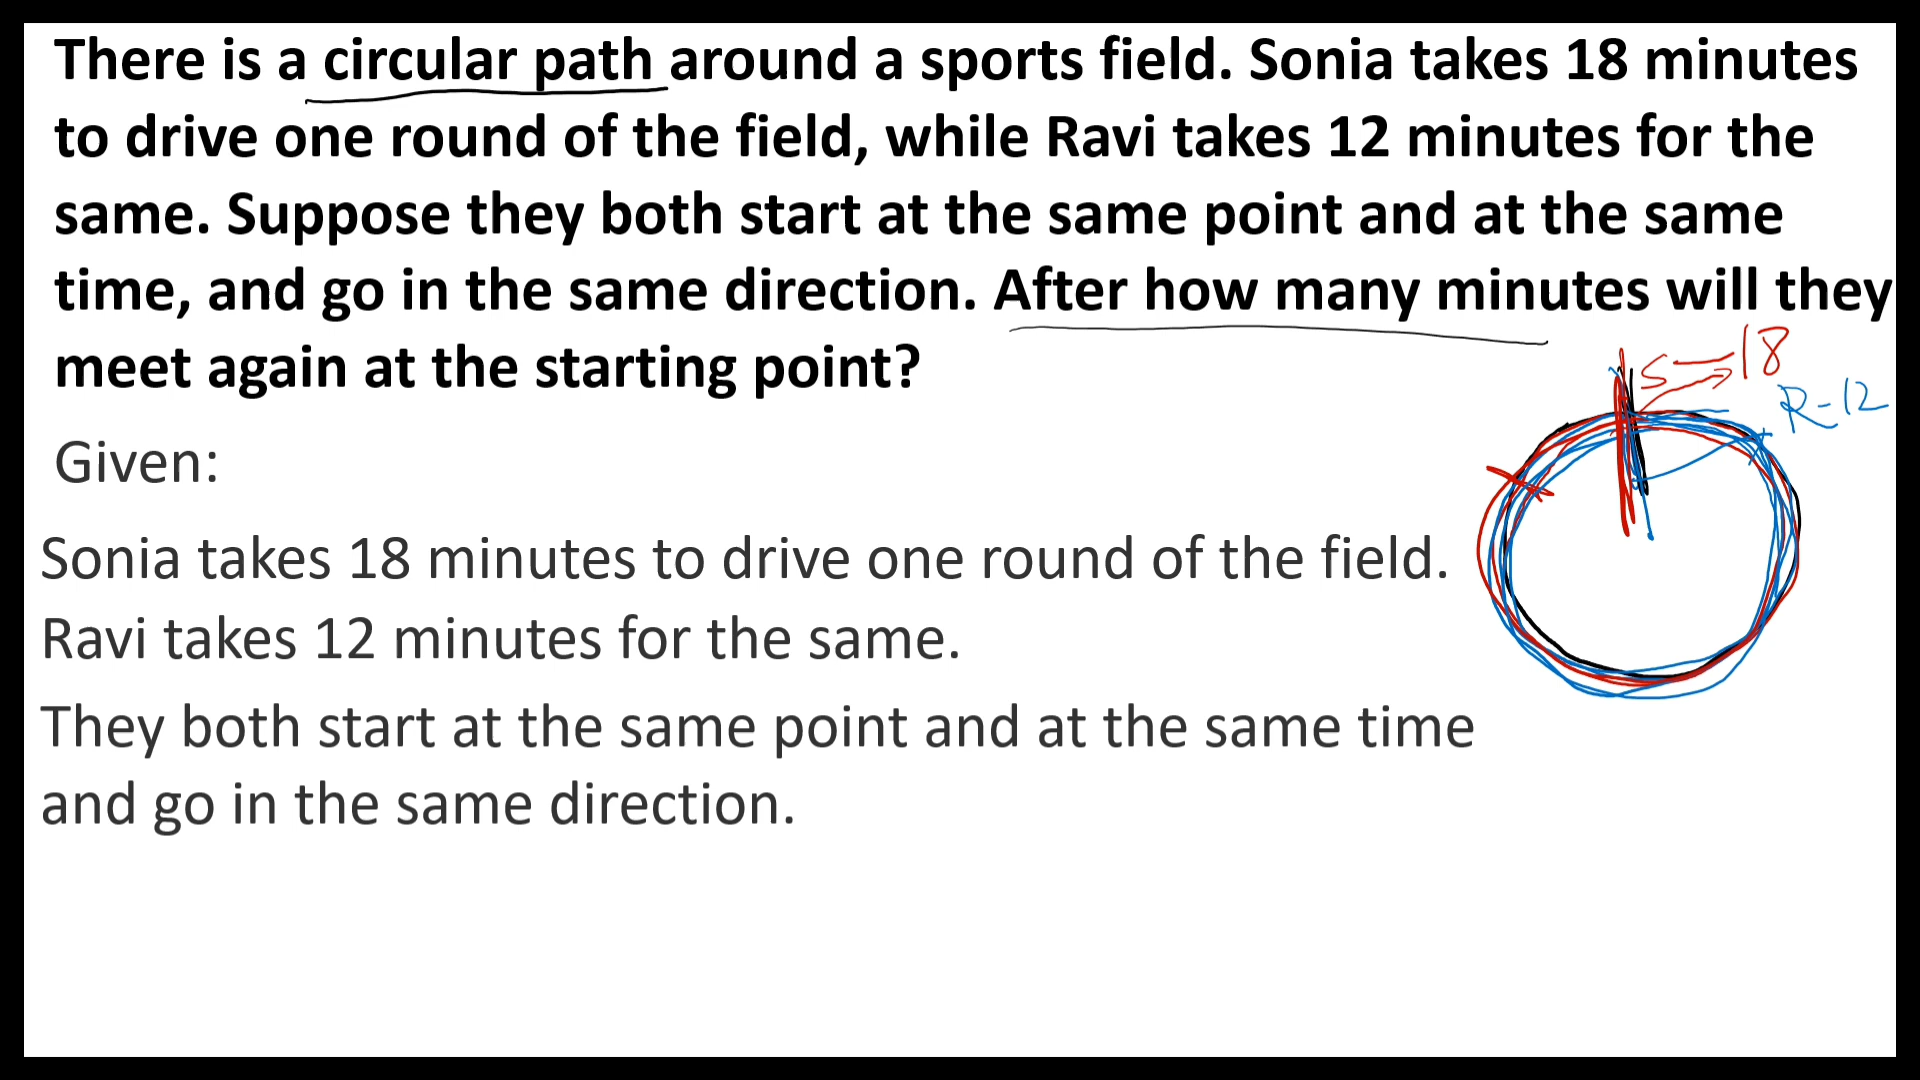 There is a circular path around a sports field. Sonia takes 18 minutes
to drive one round of the field, while Ravi takes 12 minutes for the
same. Suppose they both start at the same point and at the same
time, and go in the same direction. After how many minutes will they
meet again at the starting point?
S 18
R-12
Given:
Sonia takes 18 minutes to drive one round of the field.
Ravi takes 12 minutes for the same.
They both start at the same point and at the same time
and go in the same direction.